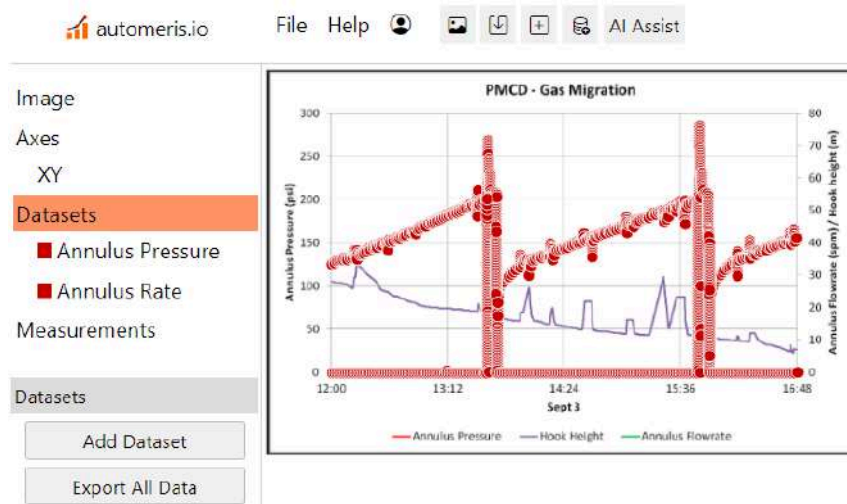 automeris.io File Help AI Assist
Image
Axes
XY
Datasets
Annulus Pressure
Annulus Rate
Measurements
Datasets
Add Dataset
Export All Data
PMCD - Gas Migration
Annulus Pressure (psi)
300
250
200
150
100
50
0
12:00 13:12 14:24 15:36 16:48
Sept 3
80
70
60
50
40
30
20
10
0
Annulus Flowrate (spm) / Hook height (m)
Annulus Pressure Hook Height Annulus Flowrate